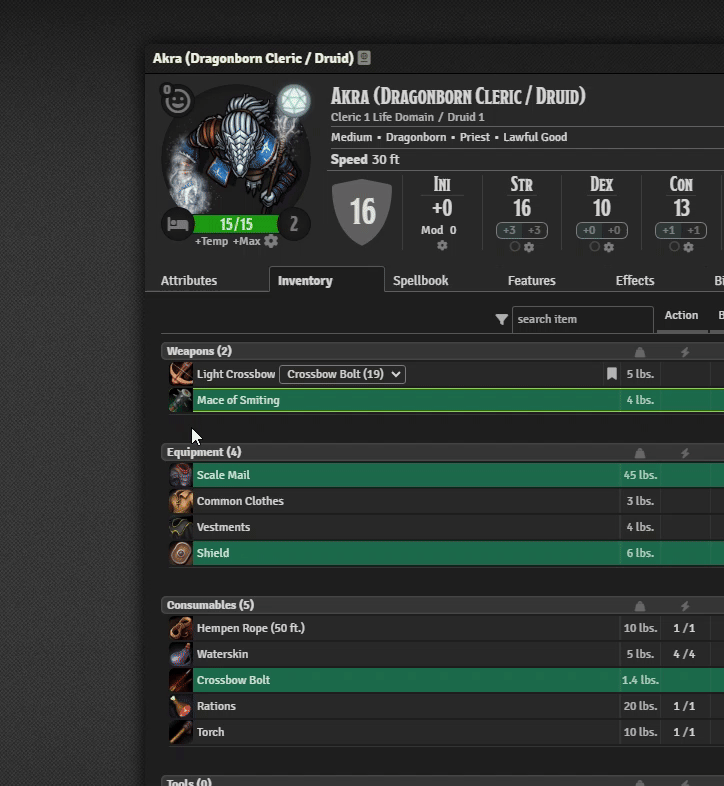 Akra (Dragonborn Cleric / Druid)
0
Akra (Dragonborn Cleric / Druid)
Cleric 1 Life Domain / Druid 1
Medium • Dragonborn • Priest • Lawful Good
Speed 30 ft
Ini Str Dex Con
16 +0 16 10 13
15/15 2
Mod 0 +3 +3 +0 +0 +1 +1
+Temp +Max
Attributes Inventory Spellbook Features Effects Bi
search item Action B
Weapons (2)
Light Crossbow Crossbow Bolt (19) 5 lbs.
Mace of Smiting 4 lbs.
Equipment (4)
Scale Mail 45 lbs.
Common Clothes 3 lbs.
Vestments 4 lbs.
Shield 6 lbs.
Consumables (5)
Hempen Rope (50 ft.) 10 lbs. 1 / 1
Waterskin 5 lbs. 4 / 4
Crossbow Bolt 1.4 lbs.
Rations 20 lbs. 1 / 1
Torch 10 lbs. 1 / 1
Tools (0)